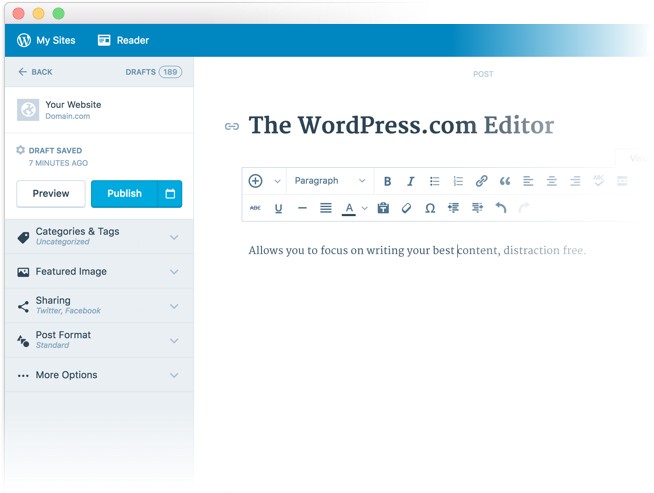 My Sites
Reader
BACK
DRAFTS 189
Your Website
Domain.com
DRAFT SAVED
7 MINUTES AGO
Preview
Publish
Categories & Tags
Uncategorized
Featured Image
Sharing
Twitter, Facebook
Post Format
Standard
More Options
POST
The WordPress.com Editor
Paragraph
B I
ABC U A Ω
Allows you to focus on writing your best content, distraction free.